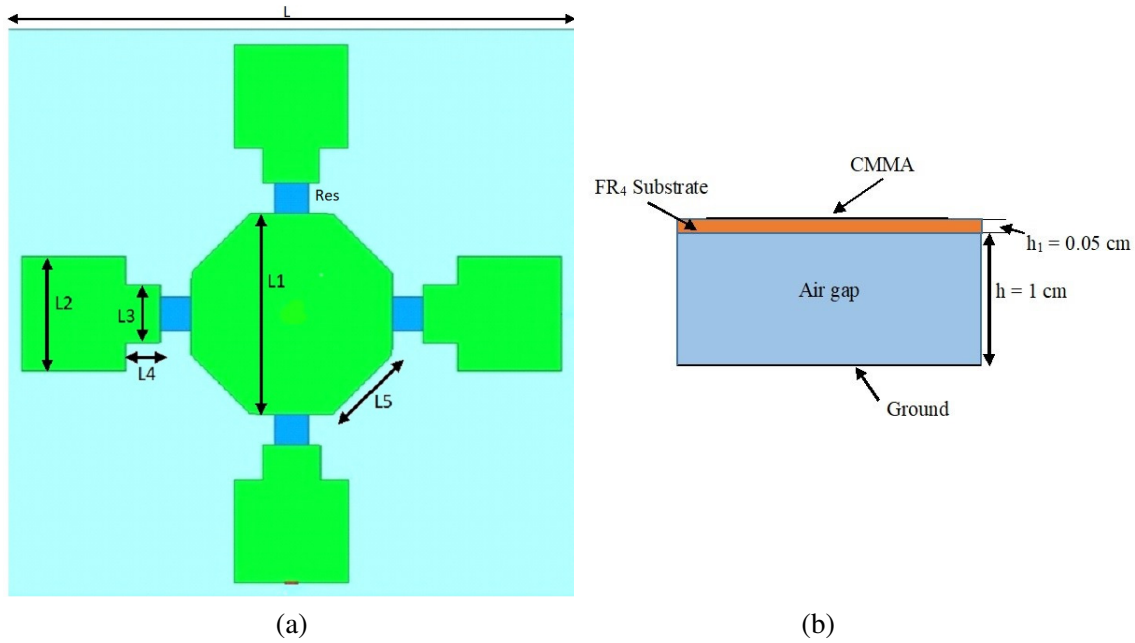 L
Res
L1
L2
L3
L4
L5
(a)
CMMA
FR₄ Substrate
h₁ = 0.05 cm
Air gap
h = 1 cm
Ground
(b)